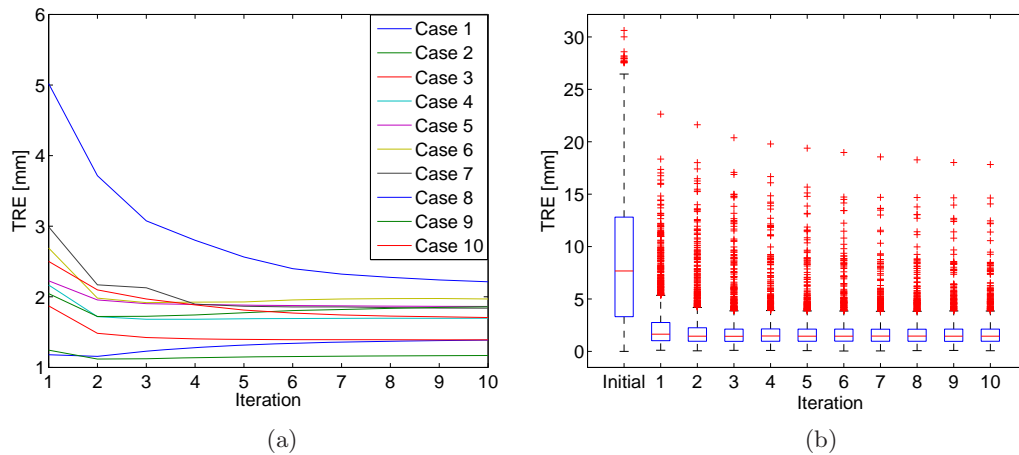 6
5
4
3
2
1
TRE [mm]
1 2 3 4 5 6 7 8 9 10
Iteration
Case 1
Case 2
Case 3
Case 4
Case 5
Case 6
Case 7
Case 8
Case 9
Case 10
(a)
30
25
20
15
10
5
0
TRE [mm]
Initial 1 2 3 4 5 6 7 8 9 10
Iteration
(b)